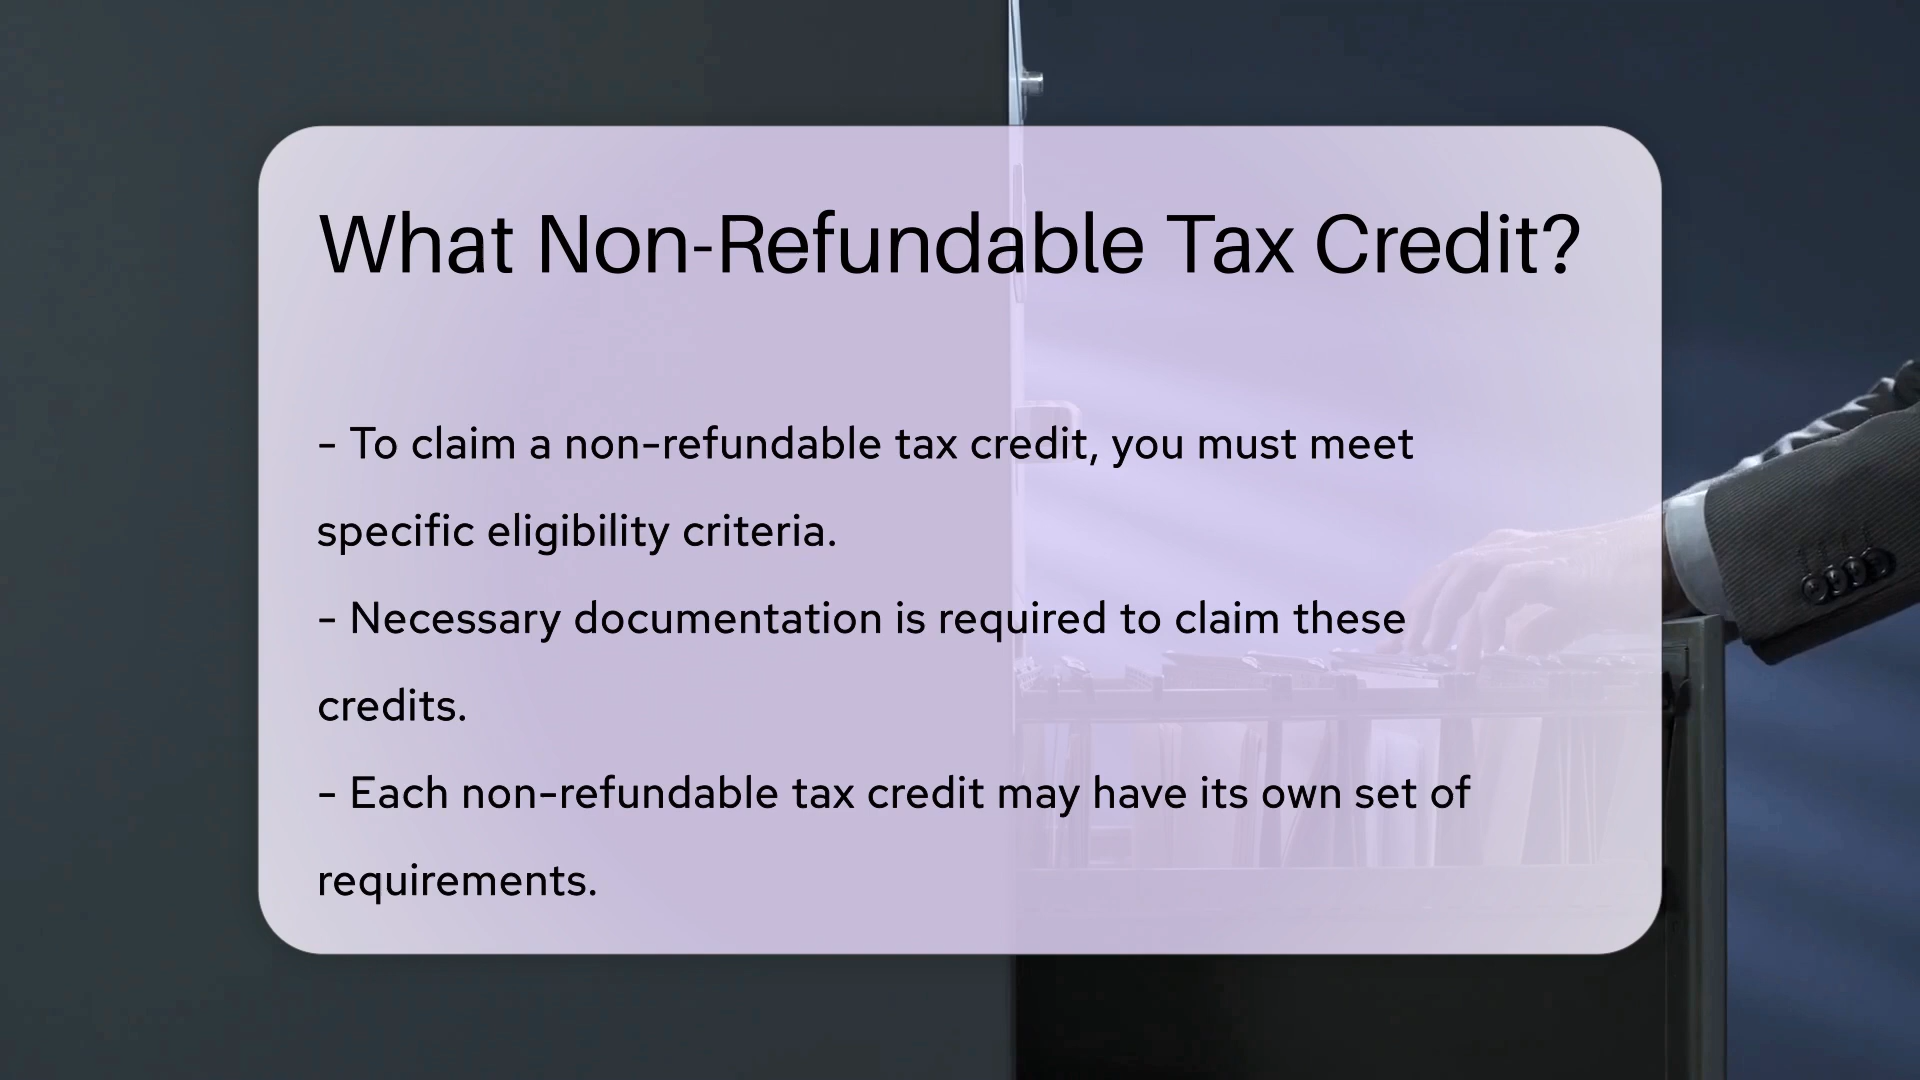 What Non-Refundable Tax Credit?
- To claim a non-refundable tax credit, you must meet
specific eligibility criteria.
- Necessary documentation is required to claim these
credits.
- Each non-refundable tax credit may have its own set of
requirements.